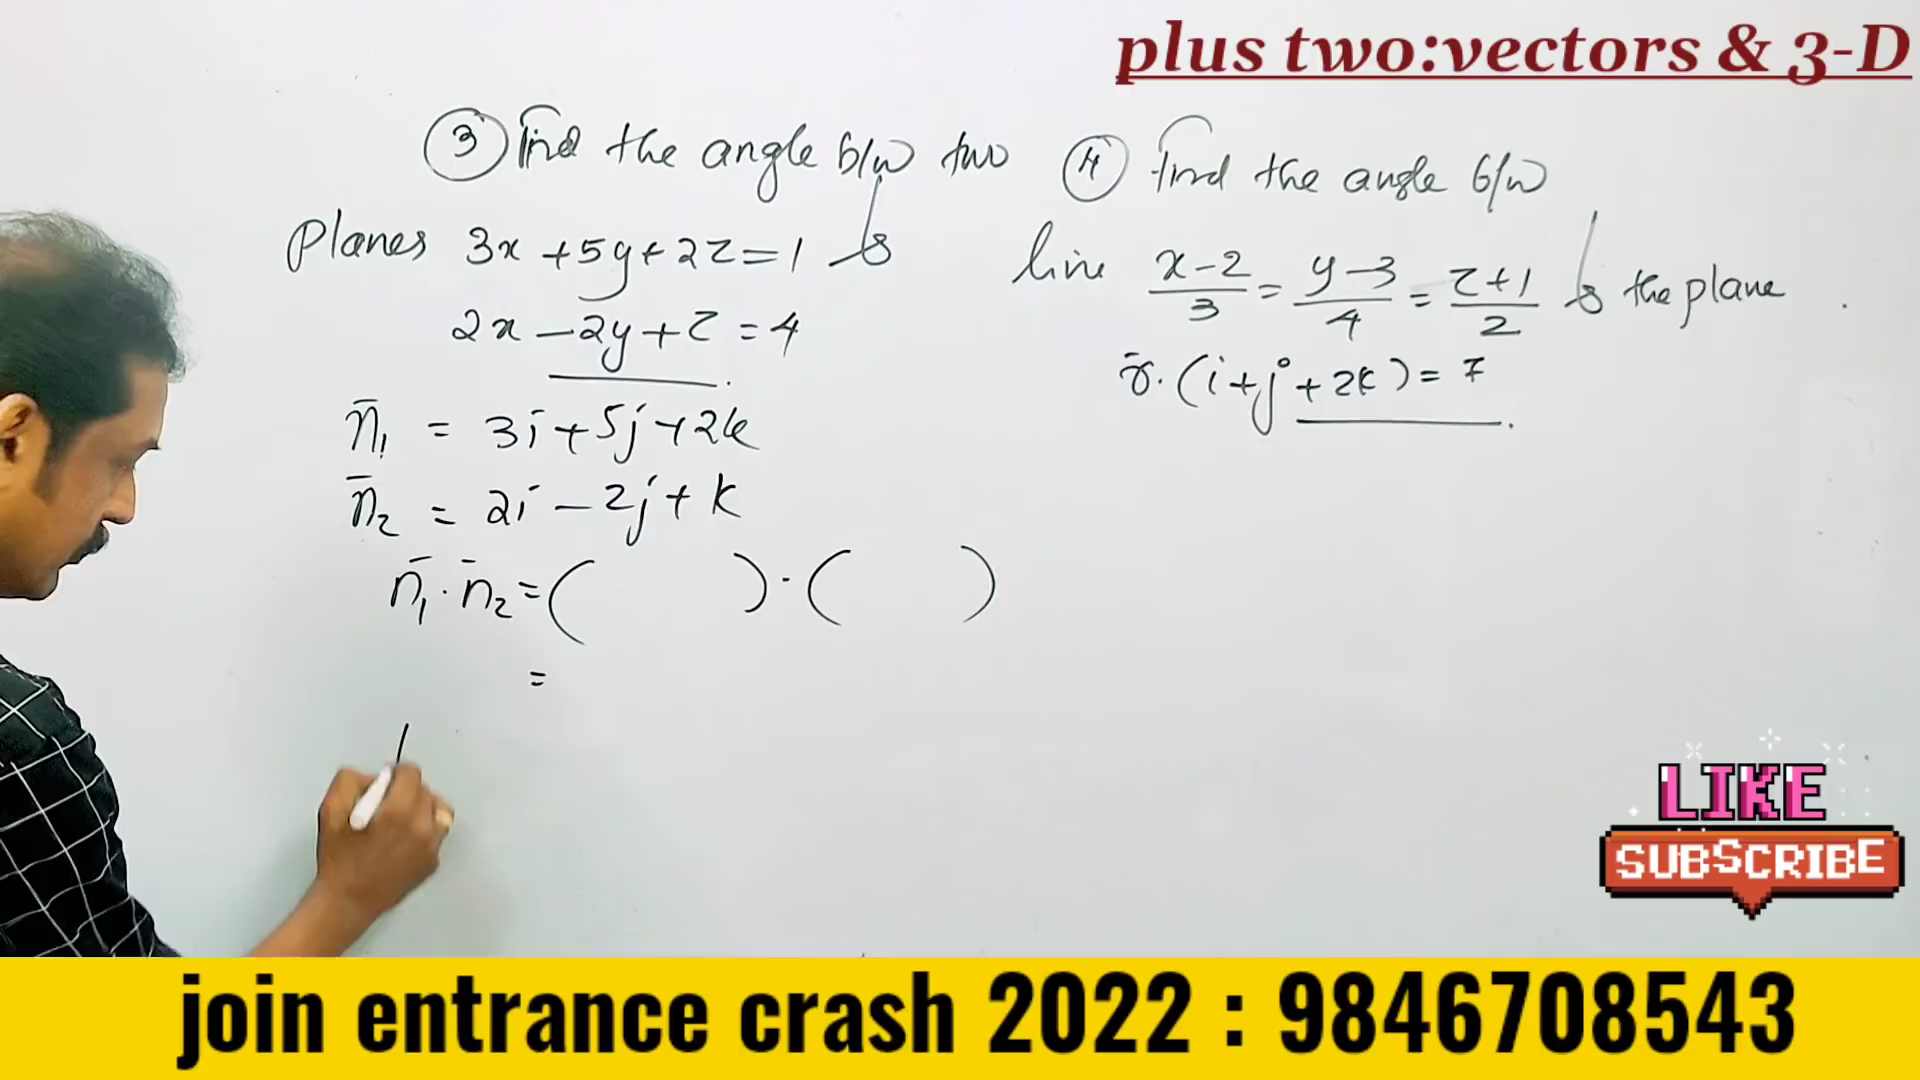 plus two:vectors & 3-D
③ Find the angle b/w two
Planes 3x + 5y + 2z = 1 &
2x - 2y + z = 4
n̄₁ = 3i + 5j + 2k
n̄₂ = 2i - 2j + k
n̄₁ . n̄₂ = ( ) . ( )
=
④ find the angle b/w
line (x-2)/3 = (y-3)/4 = (z+1)/2 & the plane
r̄. (i + j + 2k) = 7
LIKE
SUBSCRIBE
join entrance crash 2022 : 9846708543